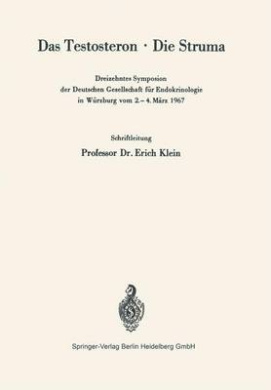 Das Testosteron · Die Struma
Dreizehntes Symposion
der Deutschen Gesellschaft für Endokrinologie
in Würzburg vom 2.–4. März 1967
Schriftleitung
Professor Dr. Erich Klein
Springer-Verlag Berlin Heidelberg GmbH